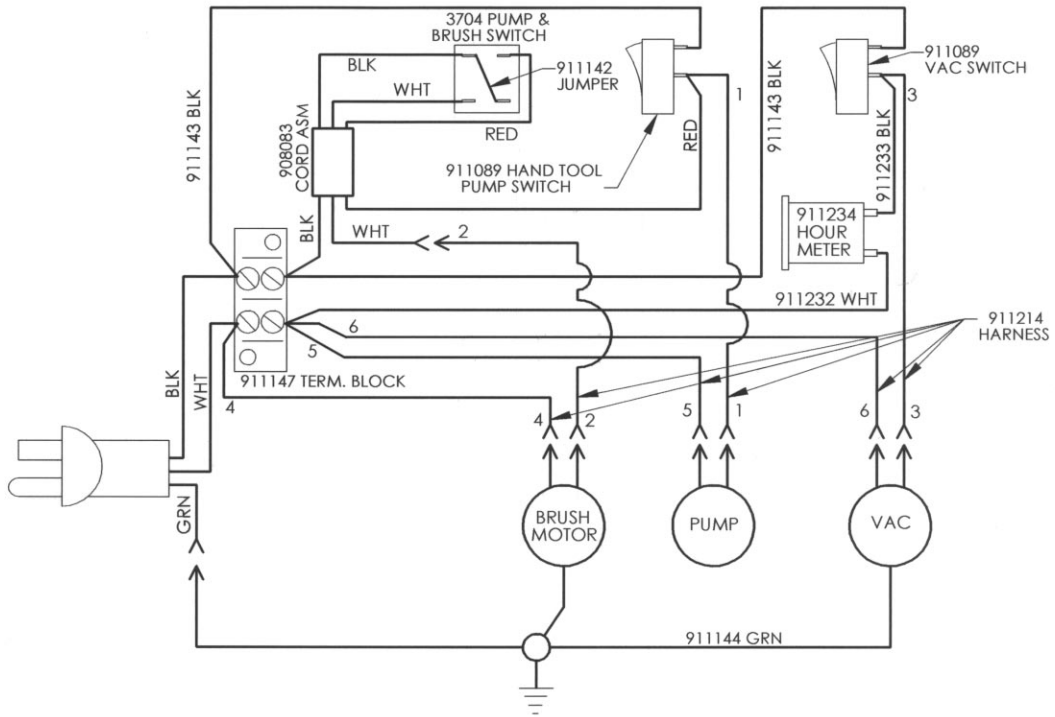 3704 PUMP &
BRUSH SWITCH
BLK
WHT
911142
JUMPER
RED
908083
CORD ASM
911143 BLK
911089 HAND TOOL
PUMP SWITCH
RED
1
911143 BLK
911089
VAC SWITCH
3
911233 BLK
911234
HOUR
METER
BLK
WHT
2
911232 WHT
6
5
911214
HARNESS
911147 TERM. BLOCK
BLK
WHT
4
4
2
5
1
6
3
GRN
BRUSH
MOTOR
PUMP
VAC
911144 GRN